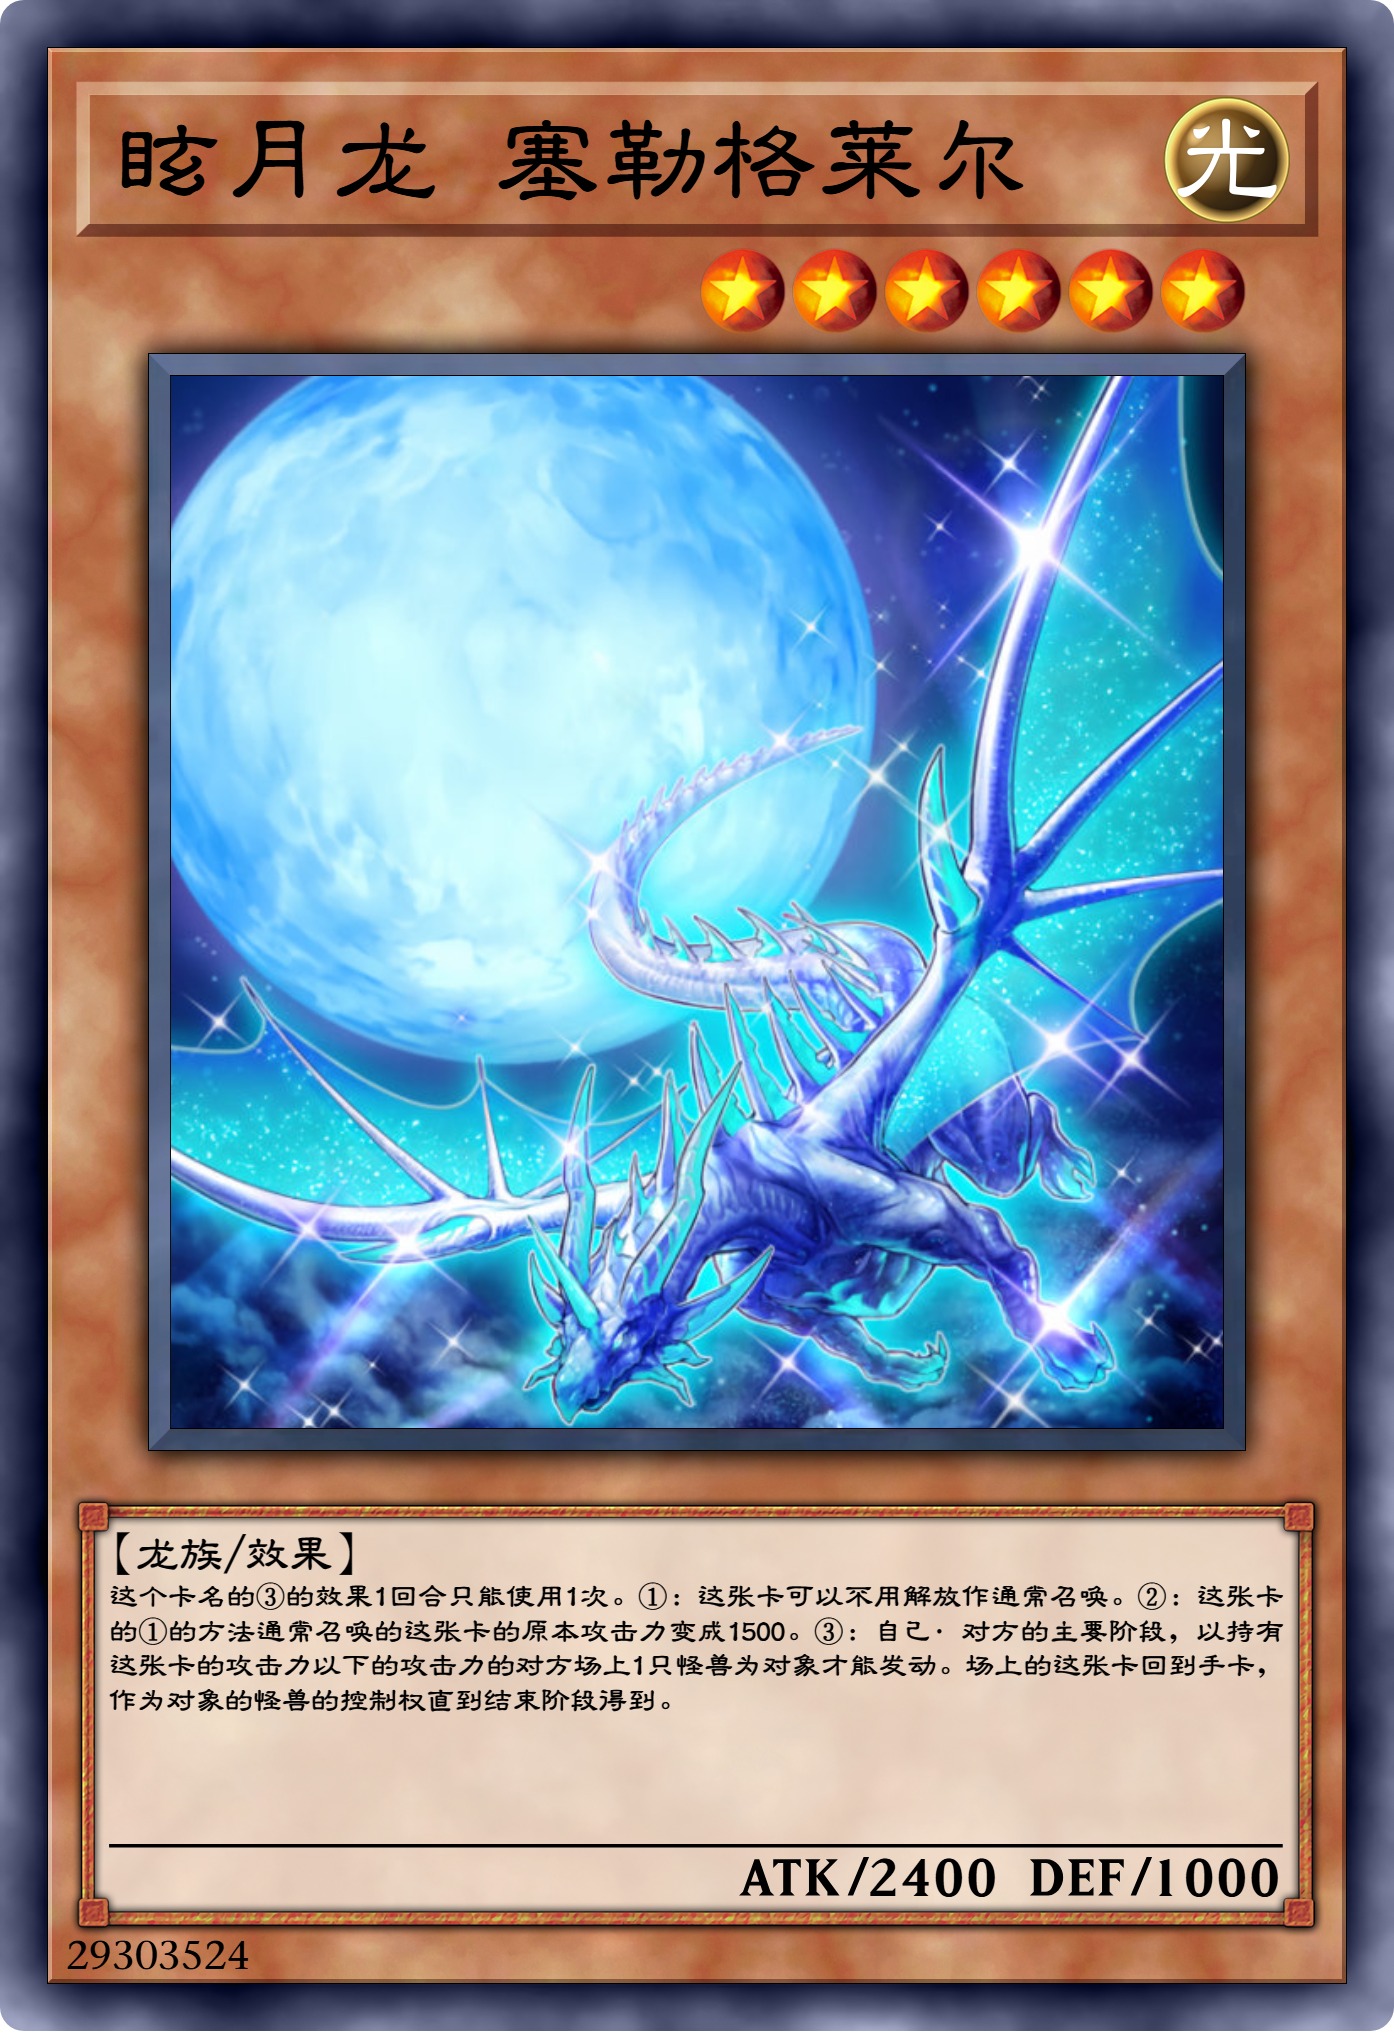 眩月龙 塞勒格莱尔
光
【龙族/效果】
这个卡名的③的效果1回合只能使用1次。①：这张卡可以不用解放作通常召唤。②：这张卡
的①的方法通常召唤的这张卡的原本攻击力变成1500。③：自己·对方的主要阶段，以持有
这张卡的攻击力以下的攻击力的对方场上1只怪兽为对象才能发动。场上的这张卡回到手卡，
作为对象的怪兽的控制权直到结束阶段得到。
ATK/2400 DEF/1000
29303524